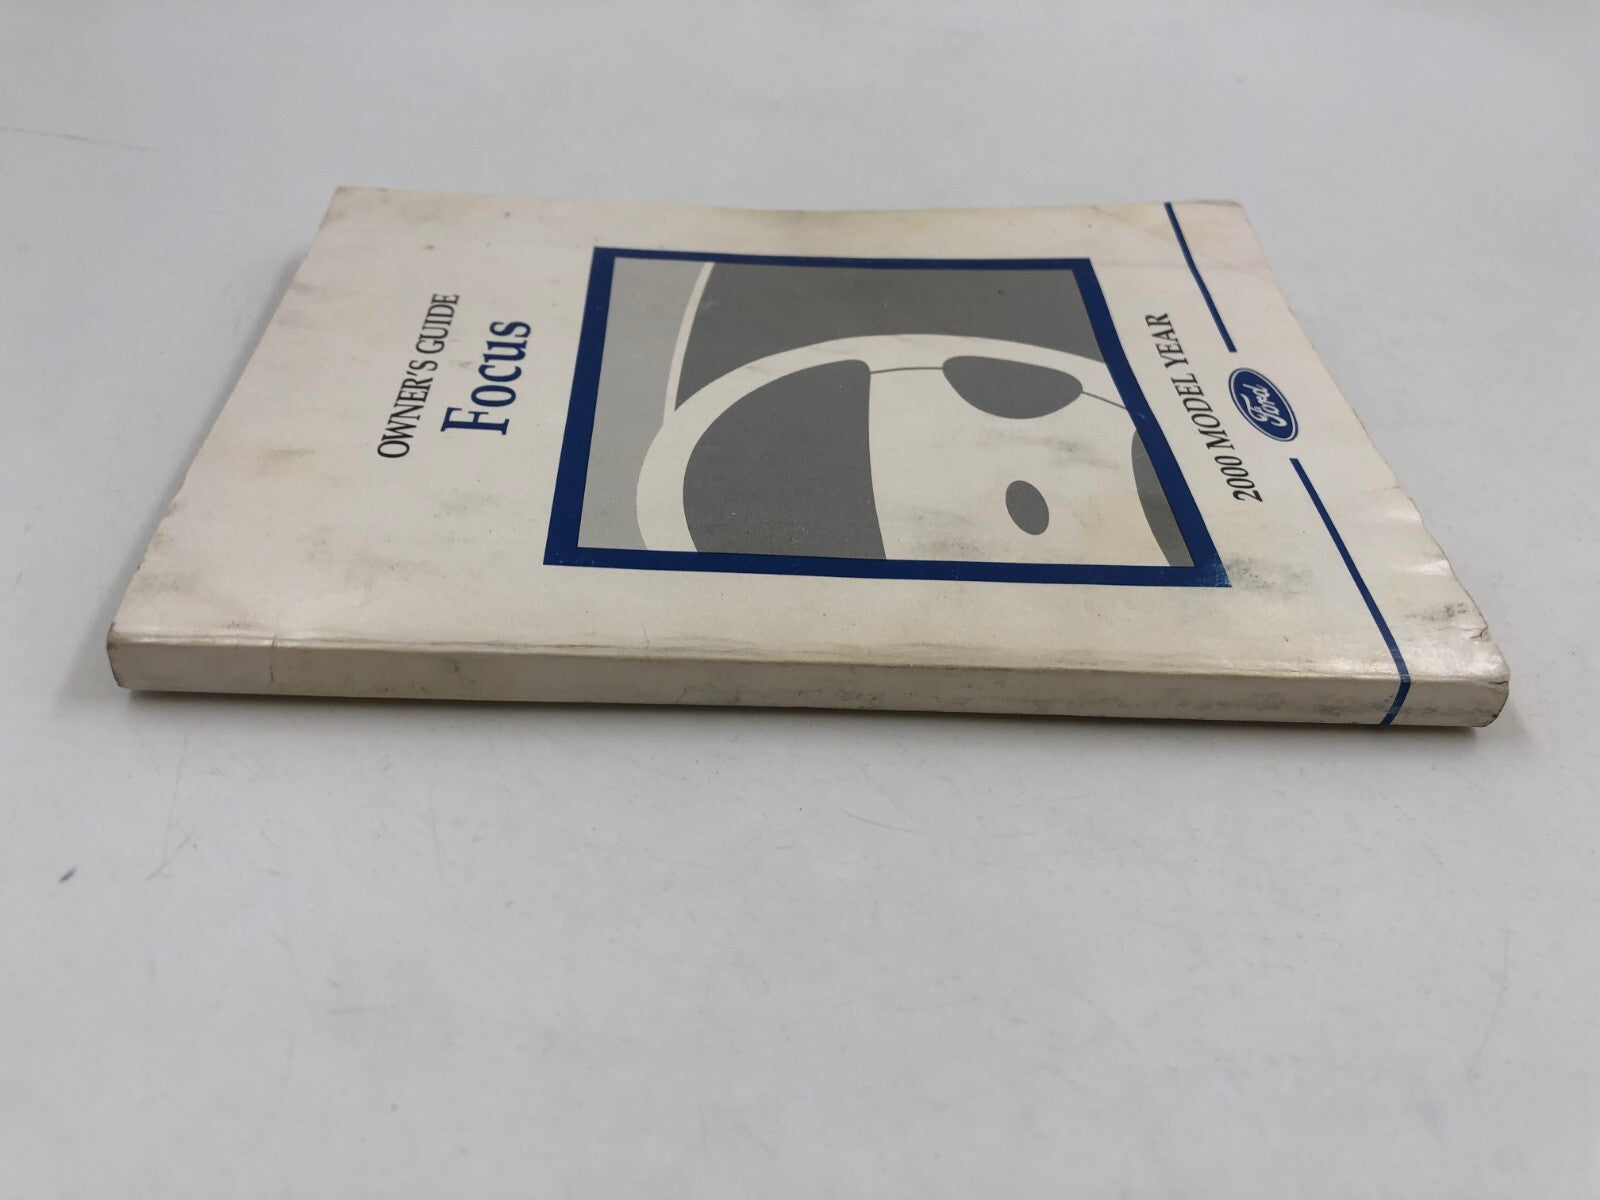 OWNER'S GUIDE
Focus
2000 MODEL YEAR
Ford